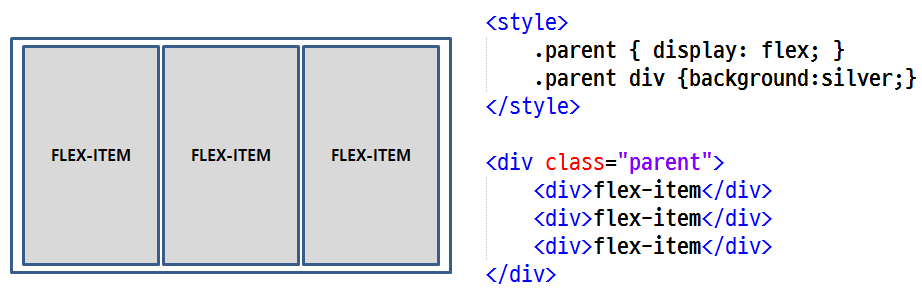 FLEX-ITEM FLEX-ITEM FLEX-ITEM
<style>
.parent { display: flex; }
.parent div {background:silver;}
</style>
<div class="parent">
<div>flex-item</div>
<div>flex-item</div>
<div>flex-item</div>
</div>